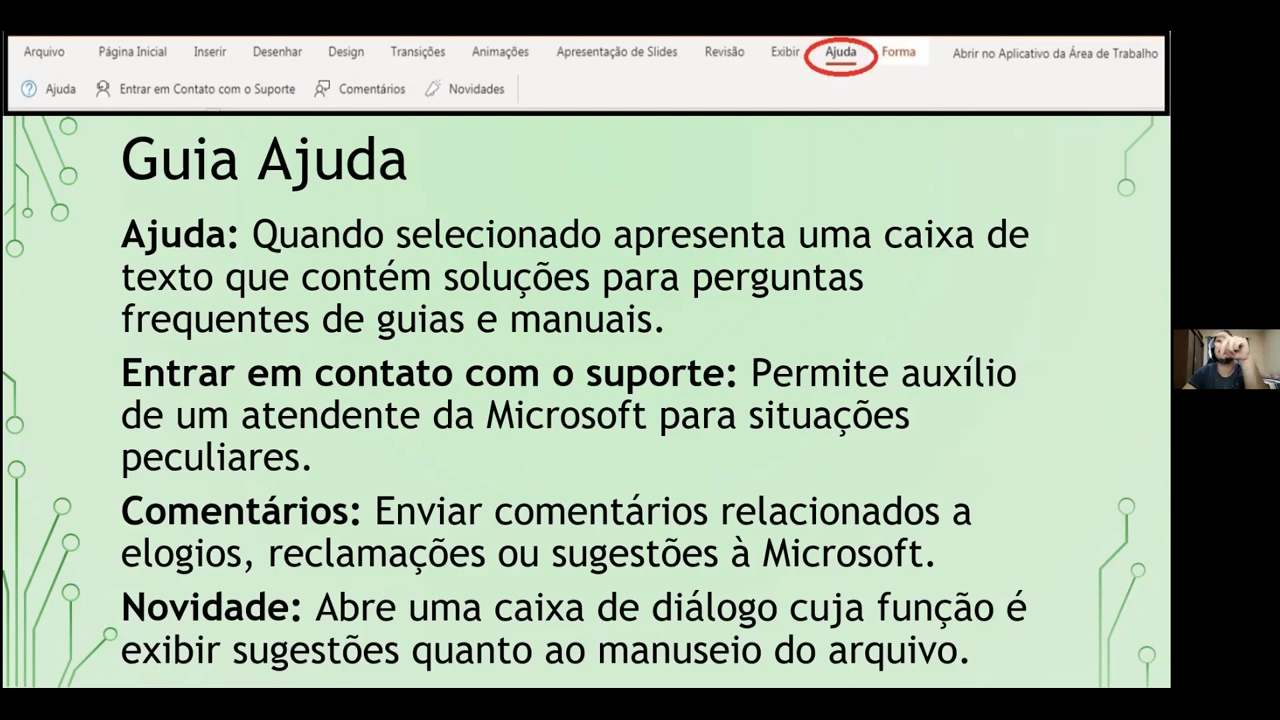 Arquivo Página Inicial Inserir Desenhar Design Transições Animações Apresentação de Slides Revisão Exibir Ajuda Forma Abrir no Aplicativo da Área de Trabalho
Ajuda Entrar em Contato com o Suporte Comentários Novidades
Guia Ajuda
Ajuda: Quando selecionado apresenta uma caixa de
texto que contém soluções para perguntas
frequentes de guias e manuais.
Entrar em contato com o suporte: Permite auxílio
de um atendente da Microsoft para situações
peculiares.
Comentários: Enviar comentários relacionados a
elogios, reclamações ou sugestões à Microsoft.
Novidade: Abre uma caixa de diálogo cuja função é
exibir sugestões quanto ao manuseio do arquivo.